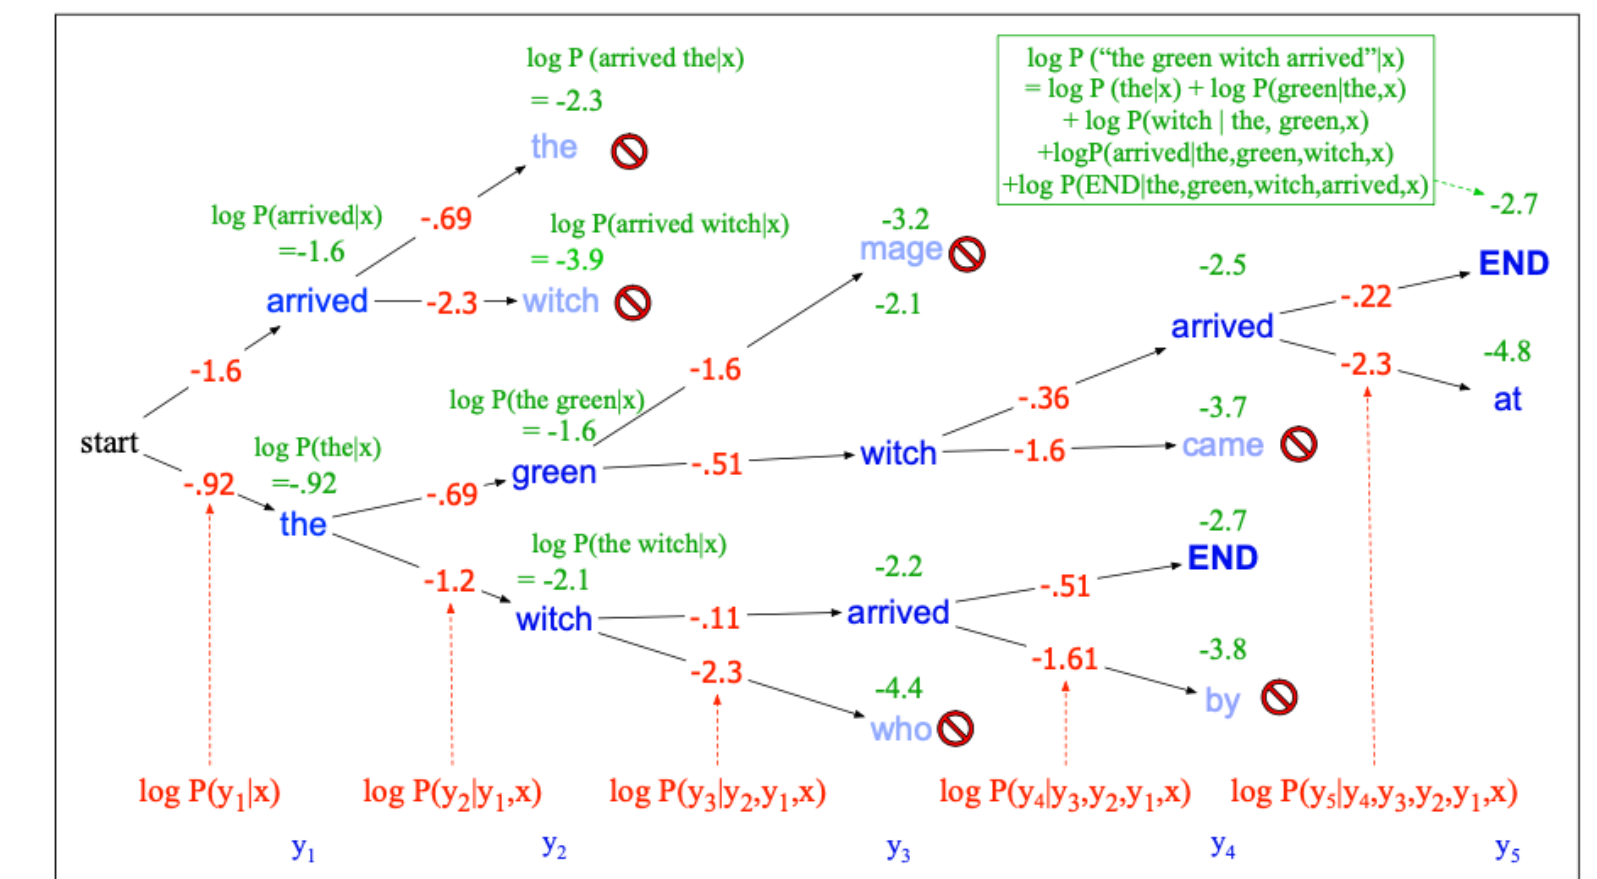 log P (arrived the|x)
= -2.3
the
log P (“the green witch arrived”|x)
= log P (the|x) + log P(green|the,x)
+ log P(witch | the, green,x)
+logP(arrived|the,green,witch,x)
+log P(END|the,green,witch,arrived,x)
-2.7
END
log P(arrived|x)
=-1.6
-.69
log P(arrived witch|x)
= -3.9
arrived
-2.3
witch
-3.2
mage
-2.1
-2.5
arrived
-.22
-2.3
-4.8
at
-1.6
start
-1.6
log P(the green|x)
= -1.6
green
-.51
witch
-.36
-1.6
-3.7
came
log P(the|x)
=-.92
-.92
the
-.69
-1.2
log P(the witch|x)
= -2.1
witch
-.11
-2.3
-2.2
arrived
-.51
-1.61
-2.7
END
-3.8
by
-4.4
who
log P(y₁|x)
log P(y₂|y₁,x)
log P(y₃|y₂,y₁,x)
log P(y₄|y₃,y₂,y₁,x)
log P(y₅|y₄,y₃,y₂,y₁,x)
y₁
y₂
y₃
y₄
y₅